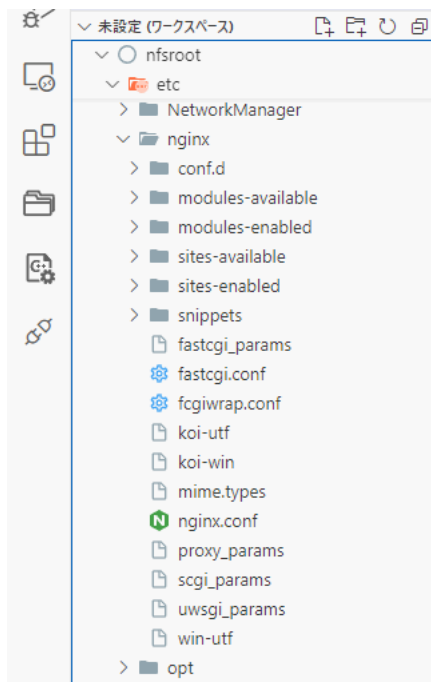 未設定 (ワークスペース)
nfsroot
etc
NetworkManager
nginx
conf.d
modules-available
modules-enabled
sites-available
sites-enabled
snippets
fastcgi_params
fastcgi.conf
fcgiwrap.conf
koi-utf
koi-win
mime.types
nginx.conf
proxy_params
scgi_params
uwsgi_params
win-utf
opt